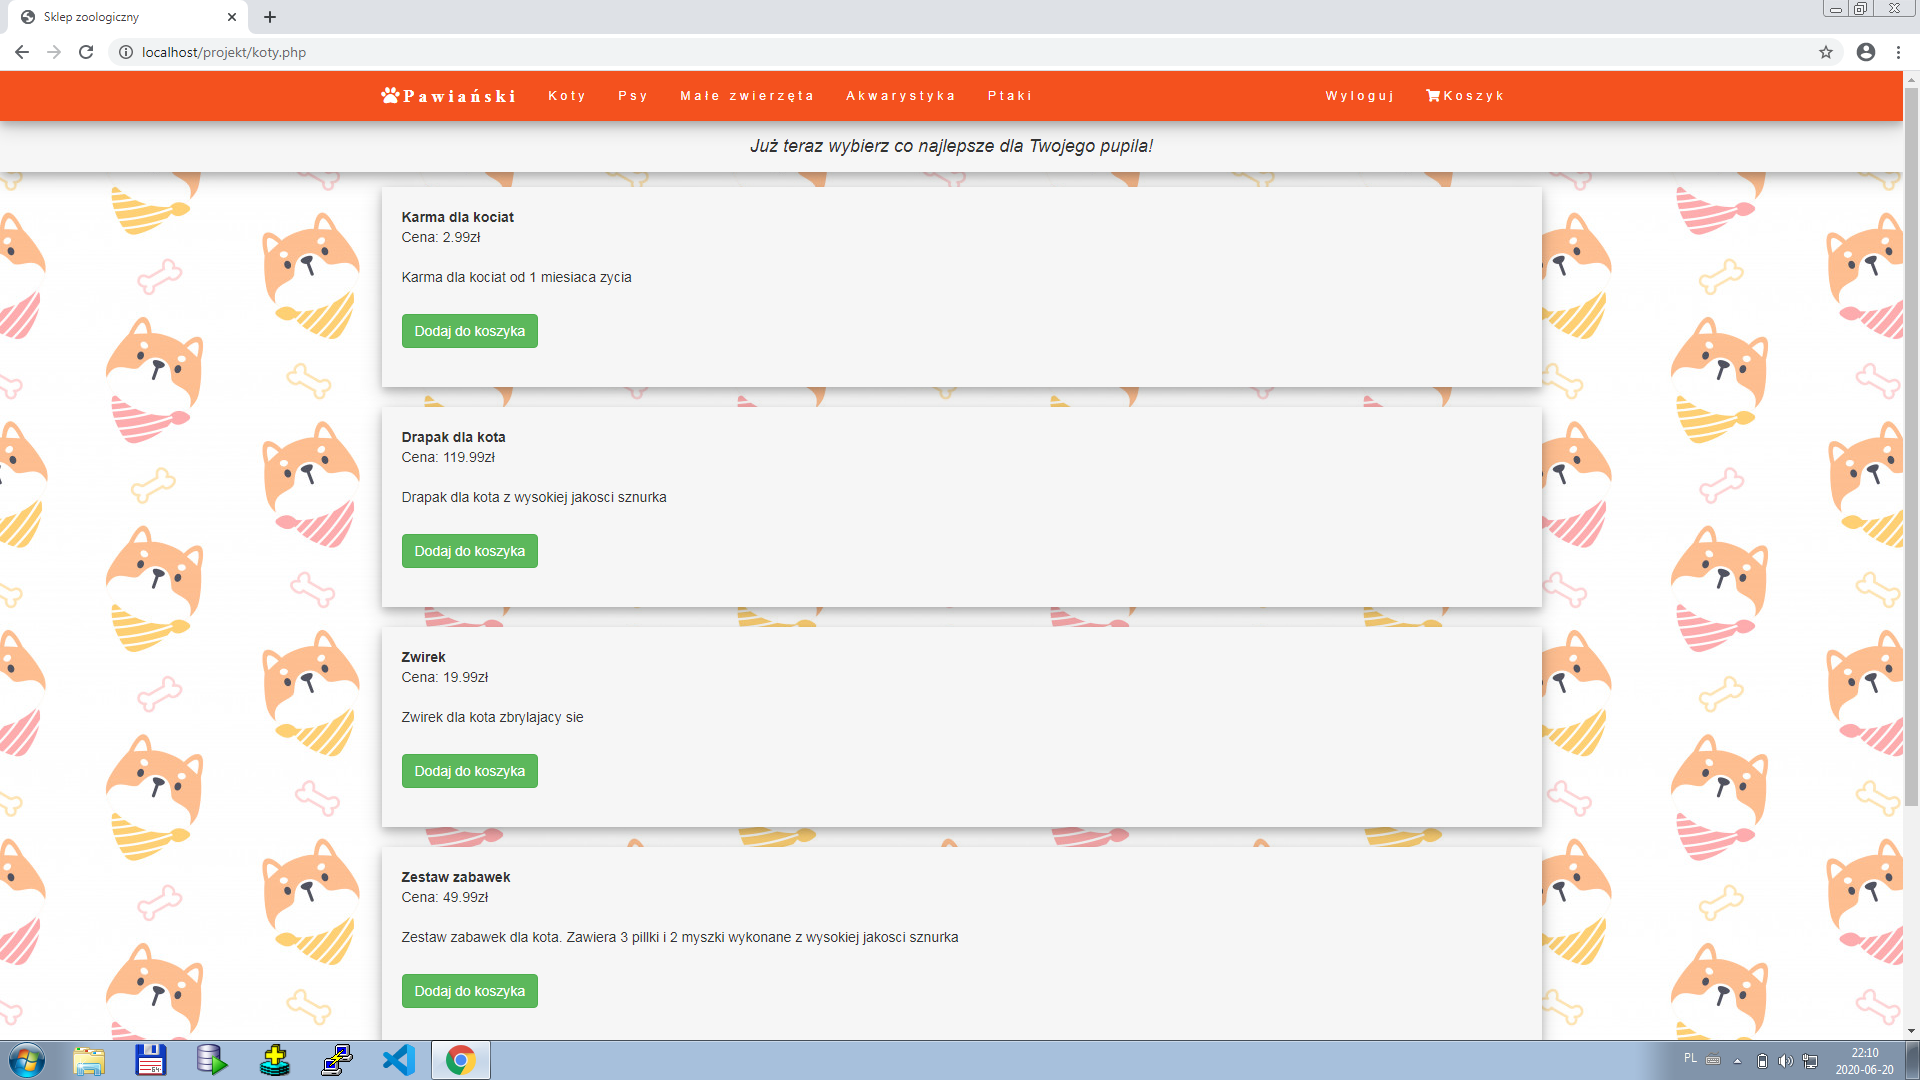 Sklep zoologiczny
localhost/projekt/koty.php
Pawiański Koty Psy Małe zwierzęta Akwarystyka Ptaki Wyloguj Koszyk
Już teraz wybierz co najlepsze dla Twojego pupila!
Karma dla kociat
Cena: 2.99zł
Karma dla kociat od 1 miesiaca zycia
Dodaj do koszyka
Drapak dla kota
Cena: 119.99zł
Drapak dla kota z wysokiej jakosci sznurka
Dodaj do koszyka
Zwirek
Cena: 19.99zł
Zwirek dla kota zbrylajacy sie
Dodaj do koszyka
Zestaw zabawek
Cena: 49.99zł
Zestaw zabawek dla kota. Zawiera 3 pillki i 2 myszki wykonane z wysokiej jakosci sznurka
Dodaj do koszyka
64
PL
22:10
2020-06-20